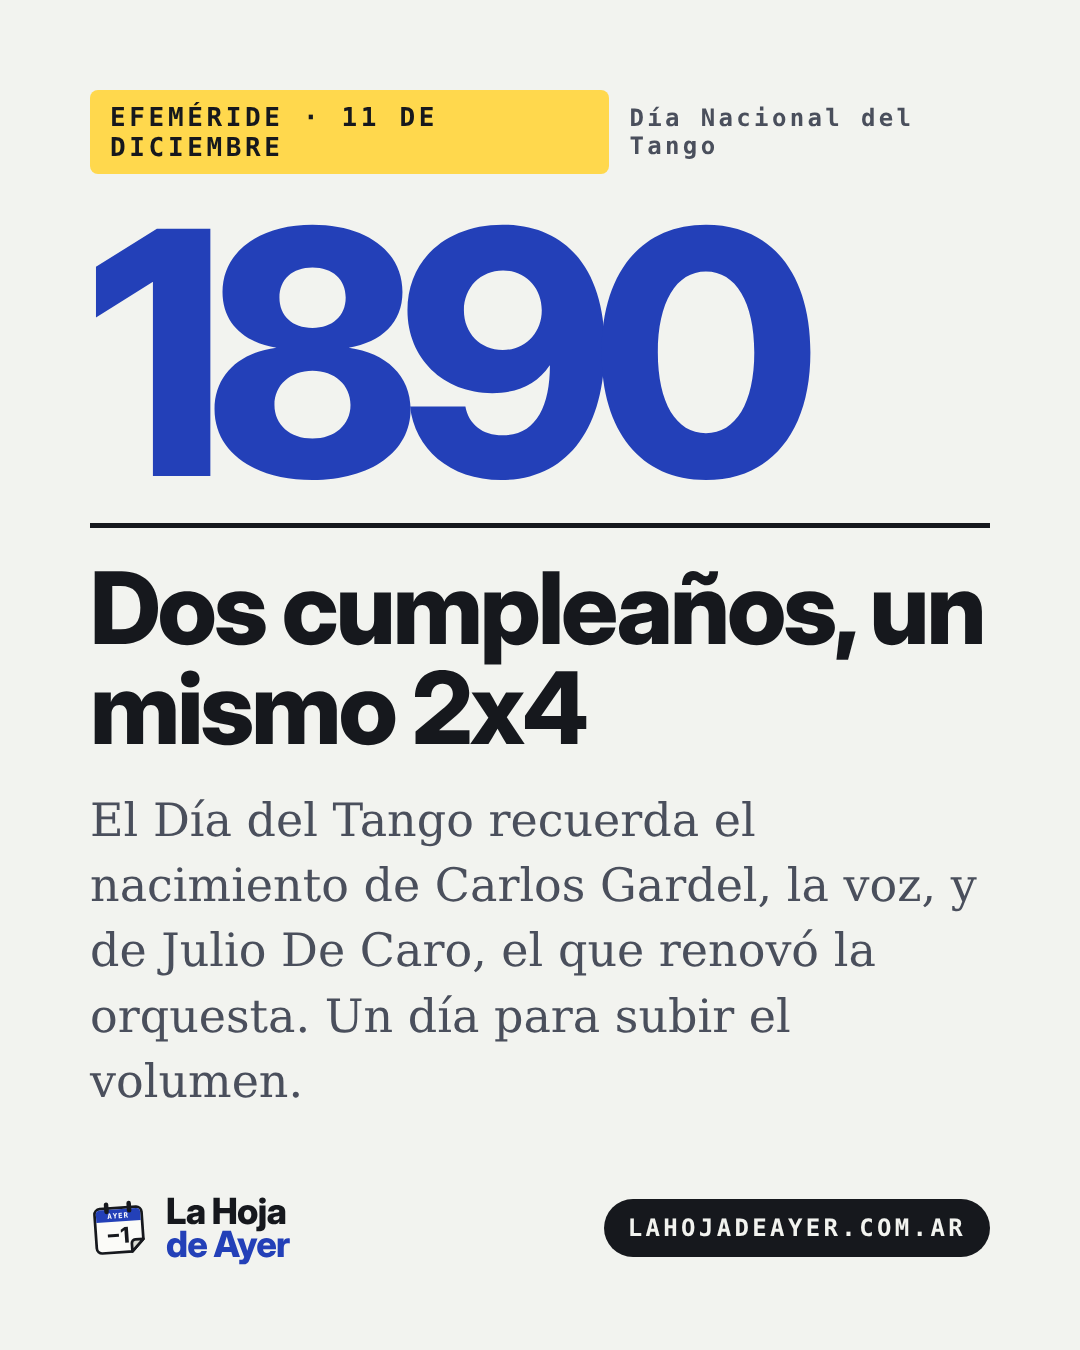 EFEMÉRIDE · 11 DE
DICIEMBRE
Día Nacional del
Tango
1890
Dos cumpleaños, un
mismo 2x4
El Día del Tango recuerda el
nacimiento de Carlos Gardel, la voz, y
de Julio De Caro, el que renovó la
orquesta. Un día para subir el
volumen.
AYER
−1
La Hoja
de Ayer
LAHOJADEAYER.COM.AR